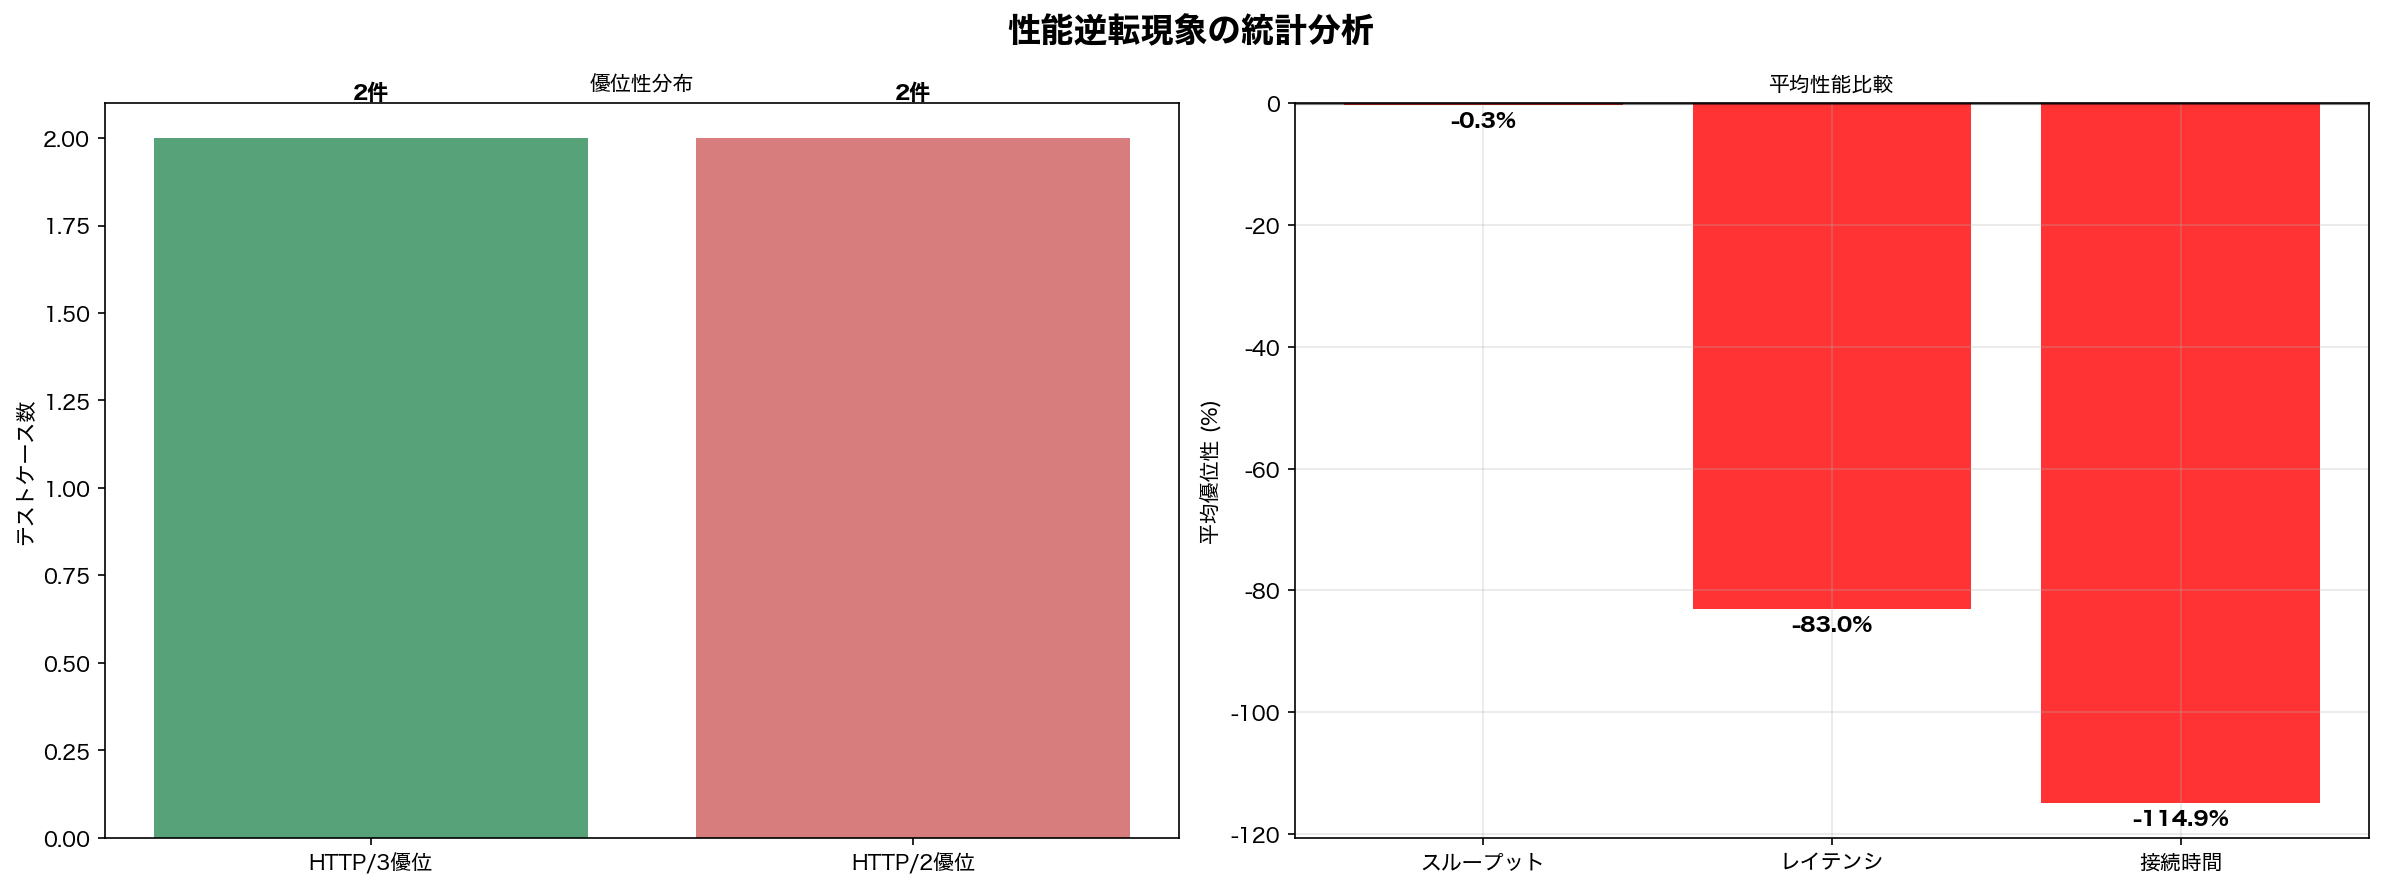 性能逆転現象の統計分析
優位性分布
2件
2件
テストケース数
2.00
1.75
1.50
1.25
1.00
0.75
0.50
0.25
0.00
HTTP/3優位
HTTP/2優位
平均性能比較
平均優位性 (%)
0
-20
-40
-60
-80
-100
-120
-0.3%
-83.0%
-114.9%
スループット
レイテンシ
接続時間